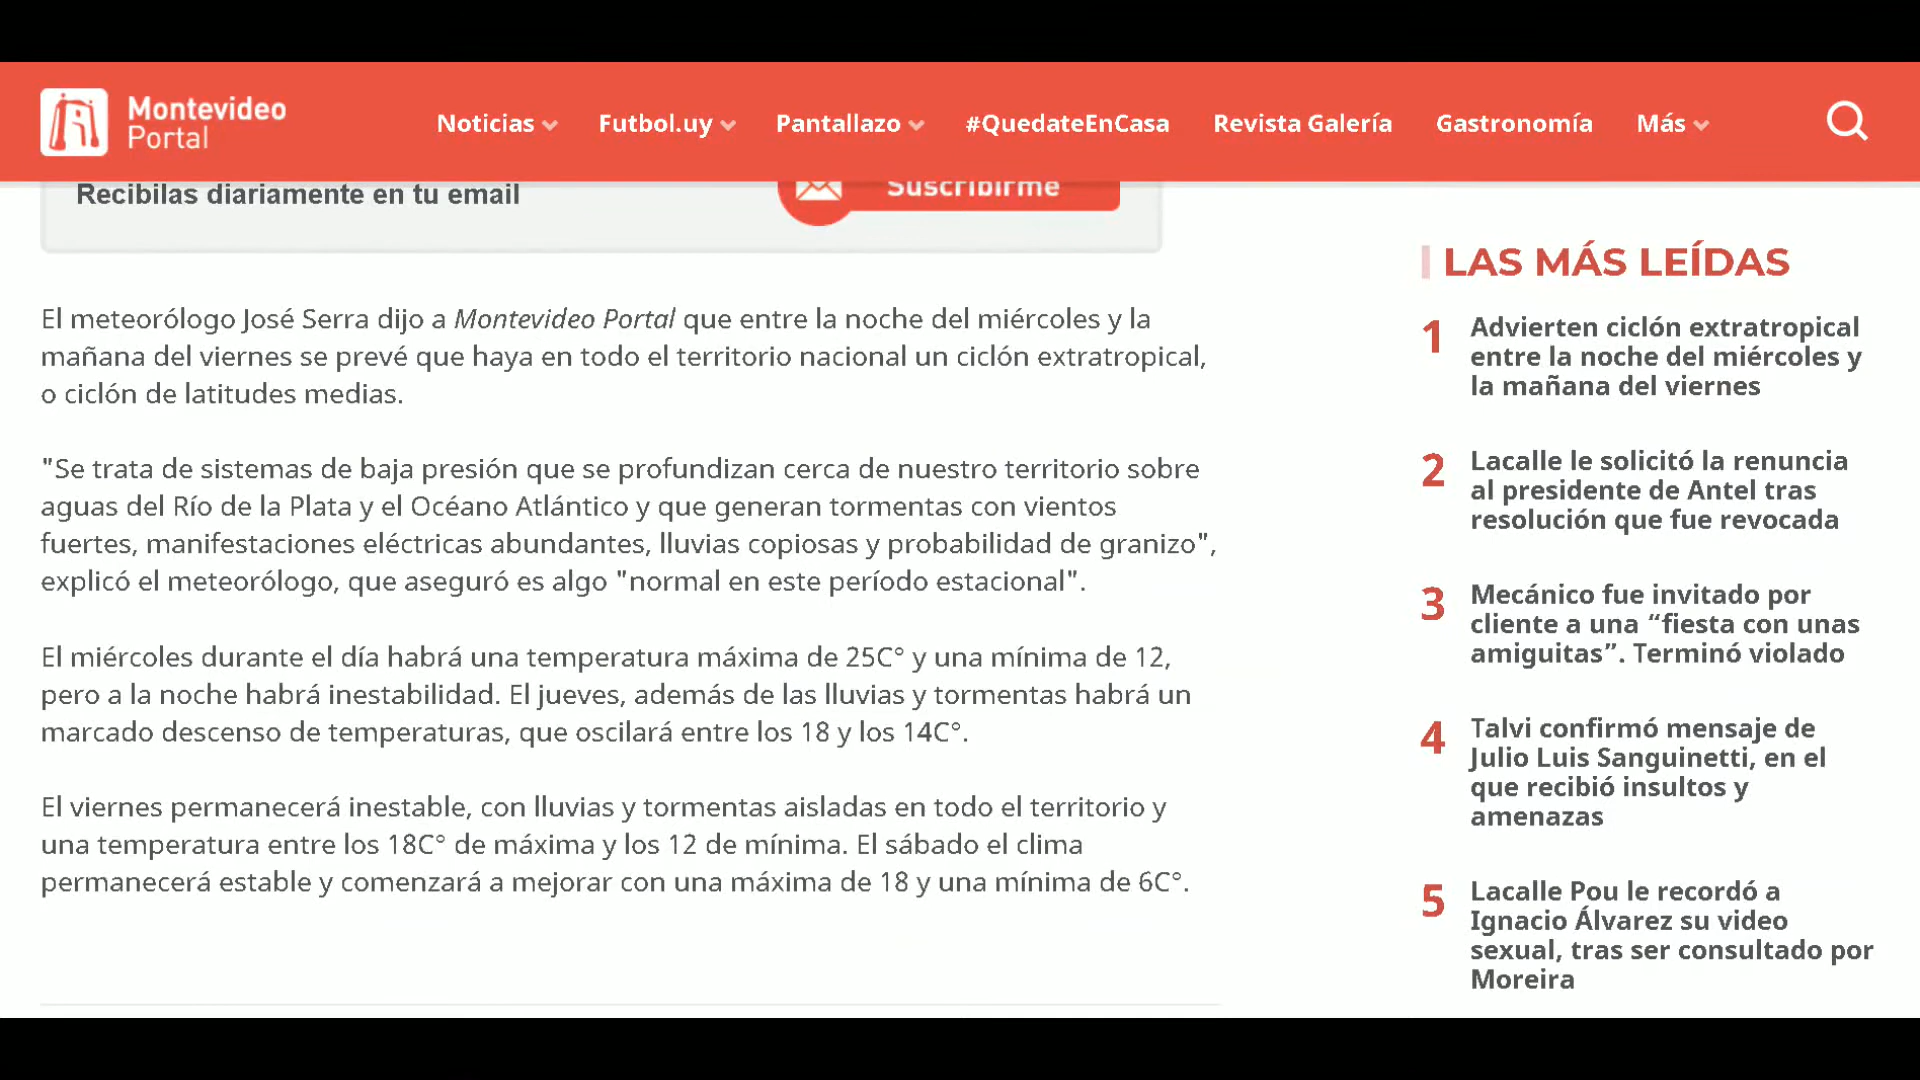 Montevideo
Portal
Noticias
Futbol.uy
Pantallazo
#QuedateEnCasa
Revista Galería
Gastronomía
Más
Recibilas diariamente en tu email
Suscribirme
El meteorólogo José Serra dijo a Montevideo Portal que entre la noche del miércoles y la
mañana del viernes se prevé que haya en todo el territorio nacional un ciclón extratropical,
o ciclón de latitudes medias.
"Se trata de sistemas de baja presión que se profundizan cerca de nuestro territorio sobre
aguas del Río de la Plata y el Océano Atlántico y que generan tormentas con vientos
fuertes, manifestaciones eléctricas abundantes, lluvias copiosas y probabilidad de granizo",
explicó el meteorólogo, que aseguró es algo "normal en este período estacional".
El miércoles durante el día habrá una temperatura máxima de 25C° y una mínima de 12,
pero a la noche habrá inestabilidad. El jueves, además de las lluvias y tormentas habrá un
marcado descenso de temperaturas, que oscilará entre los 18 y los 14C°.
El viernes permanecerá inestable, con lluvias y tormentas aisladas en todo el territorio y
una temperatura entre los 18C° de máxima y los 12 de mínima. El sábado el clima
permanecerá estable y comenzará a mejorar con una máxima de 18 y una mínima de 6C°.
LAS MÁS LEÍDAS
1 Advierten ciclón extratropical
entre la noche del miércoles y
la mañana del viernes
2 Lacalle le solicitó la renuncia
al presidente de Antel tras
resolución que fue revocada
3 Mecánico fue invitado por
cliente a una “fiesta con unas
amiguitas”. Terminó violado
4 Talvi confirmó mensaje de
Julio Luis Sanguinetti, en el
que recibió insultos y
amenazas
5 Lacalle Pou le recordó a
Ignacio Álvarez su video
sexual, tras ser consultado por
Moreira